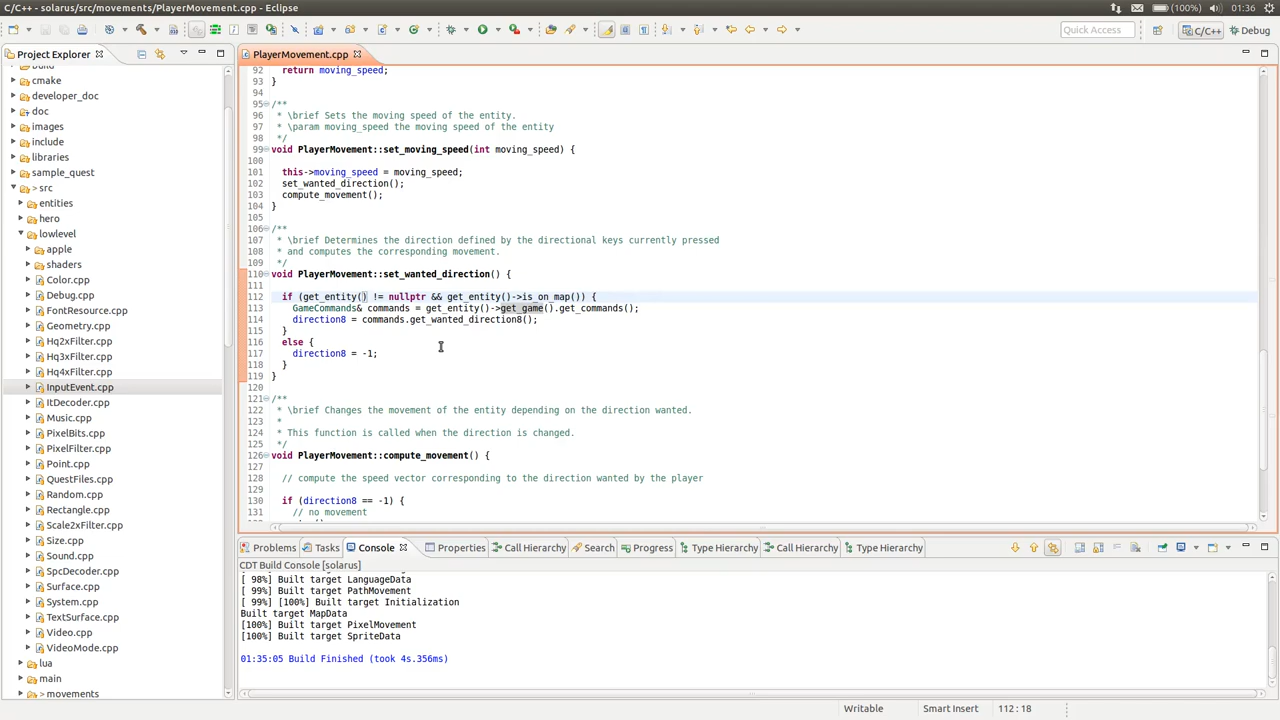 C/C++ - solarus/src/movements/PlayerMovement.cpp - Eclipse
(100%) 01:36
Quick Access
C/C++
Debug
Project Explorer
PlayerMovement.cpp
build
cmake
developer_doc
doc
images
include
libraries
sample_quest
> src
entities
hero
lowlevel
apple
shaders
Color.cpp
Debug.cpp
FontResource.cpp
Geometry.cpp
Hq2xFilter.cpp
Hq3xFilter.cpp
Hq4xFilter.cpp
InputEvent.cpp
ItDecoder.cpp
Music.cpp
PixelBits.cpp
PixelFilter.cpp
Point.cpp
QuestFiles.cpp
Random.cpp
Rectangle.cpp
Scale2xFilter.cpp
Size.cpp
Sound.cpp
SpcDecoder.cpp
Surface.cpp
System.cpp
TextSurface.cpp
Video.cpp
VideoMode.cpp
lua
main
> movements
92 return moving_speed;
93 }
94
95 /**
96 * \brief Sets the moving speed of the entity.
97 * \param moving_speed the moving speed of the entity
98 */
99 void PlayerMovement::set_moving_speed(int moving_speed) {
100
101 this->moving_speed = moving_speed;
102 set_wanted_direction();
103 compute_movement();
104 }
105
106 /**
107 * \brief Determines the direction defined by the directional keys currently pressed
108 * and computes the corresponding movement.
109 */
110 void PlayerMovement::set_wanted_direction() {
111
112 if (get_entity() != nullptr && get_entity()->is_on_map()) {
113 GameCommands& commands = get_entity()->get_game().get_commands();
114 direction8 = commands.get_wanted_direction8();
115 }
116 else {
117 direction8 = -1;
118 }
119 }
120
121 /**
122 * \brief Changes the movement of the entity depending on the direction wanted.
123 *
124 * This function is called when the direction is changed.
125 */
126 void PlayerMovement::compute_movement() {
127
128 // compute the speed vector corresponding to the direction wanted by the player
129
130 if (direction8 == -1) {
131 // no movement
Problems
Tasks
Console
Properties
Call Hierarchy
Search
Progress
Type Hierarchy
Call Hierarchy
Type Hierarchy
CDT Build Console [solarus]
[ 98%] Built target LanguageData
[ 99%] Built target PathMovement
[ 99%] [100%] Built target Initialization
Built target MapData
[100%] Built target PixelMovement
[100%] Built target SpriteData
01:35:05 Build Finished (took 4s.356ms)
Writable
Smart Insert
112 : 18